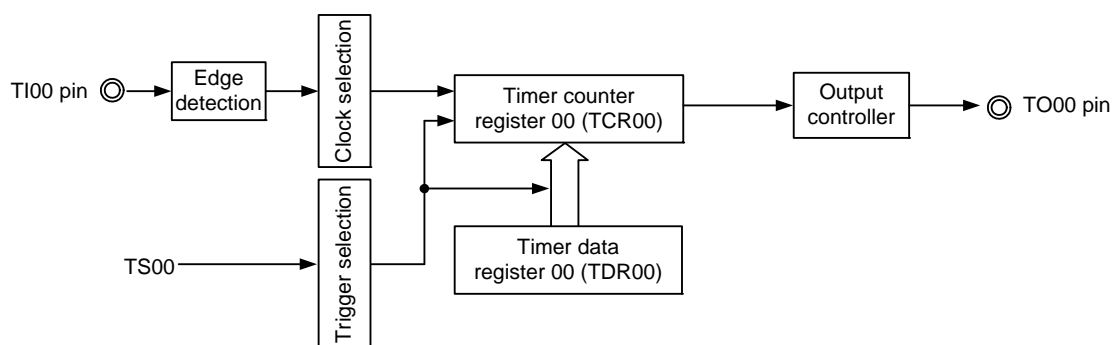 TI00 pin
Edge
detection
Clock selection
Timer counter
register 00 (TCR00)
Output
controller
TO00 pin
TS00
Trigger selection
Timer data
register 00 (TDR00)